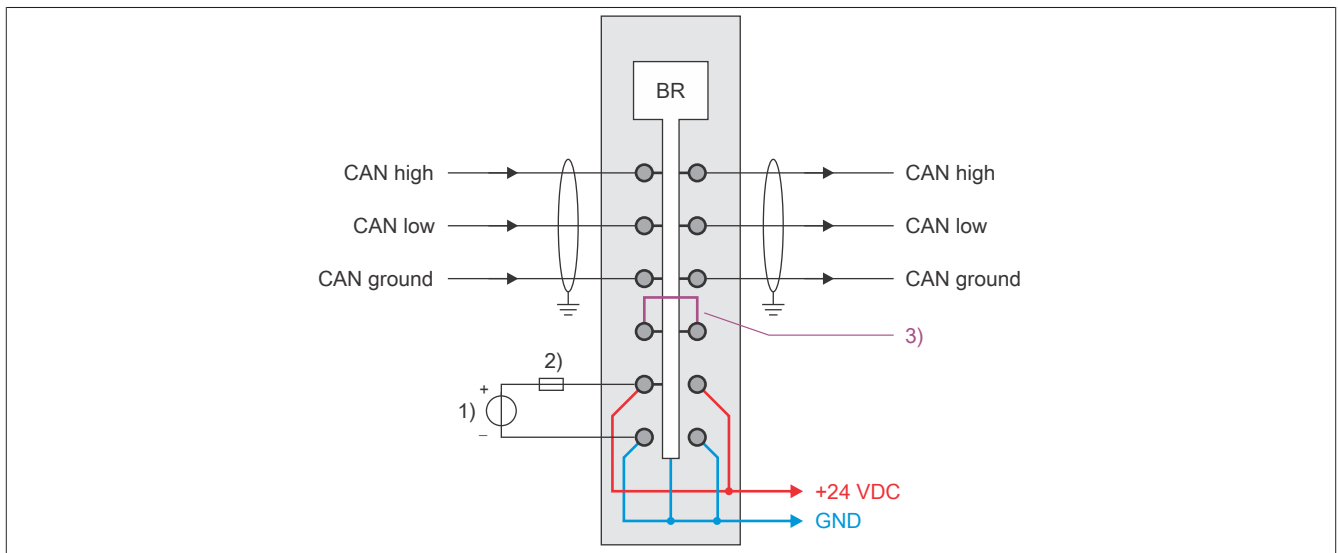 BR
CAN high
CAN high
CAN low
CAN low
CAN ground
CAN ground
3)
2)
+
1)
–
+24 VDC
GND